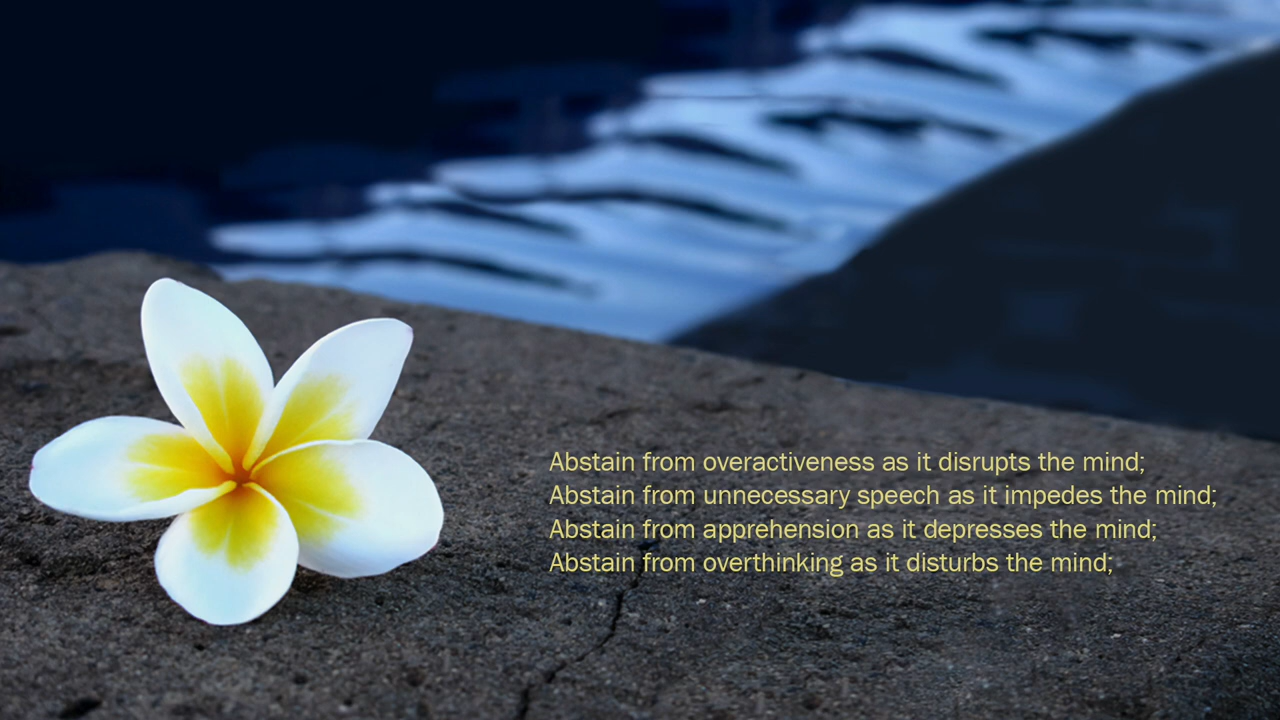 Abstain from overactiveness as it disrupts the mind;
Abstain from unnecessary speech as it impedes the mind;
Abstain from apprehension as it depresses the mind;
Abstain from overthinking as it disturbs the mind;